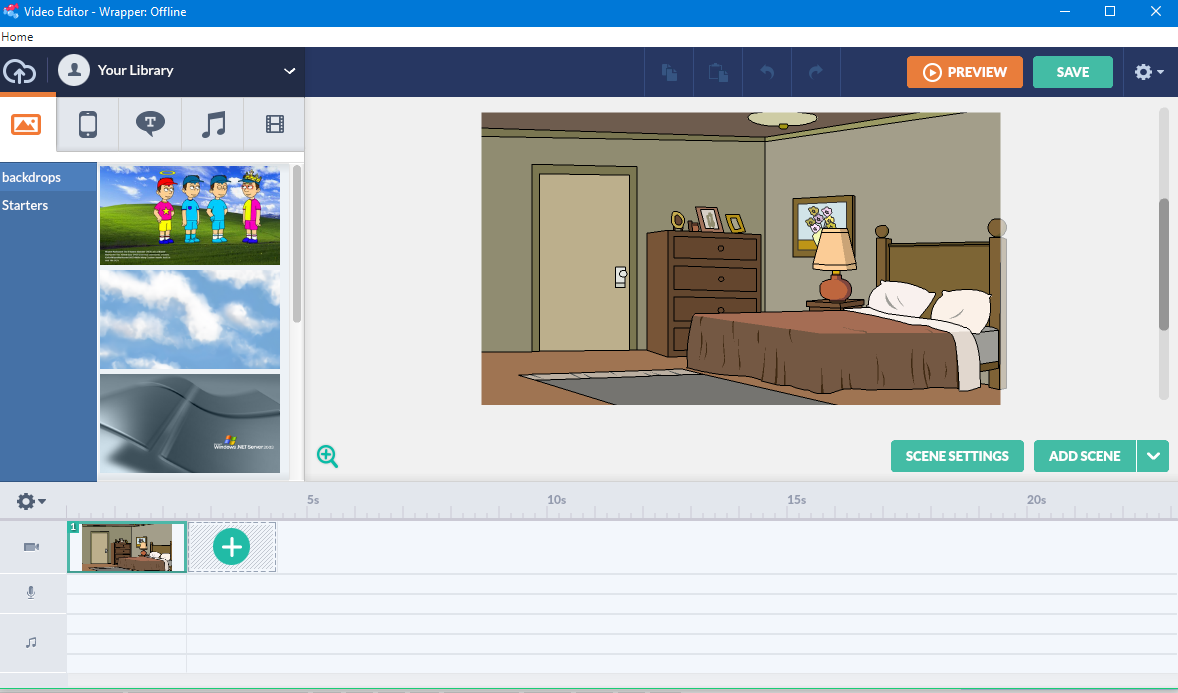 Video Editor - Wrapper: Offline
Home
Your Library
PREVIEW
SAVE
T
backdrops
Starters
Windows .NET Server 2003
SCENE SETTINGS
ADD SCENE
5s
10s
15s
20s
1